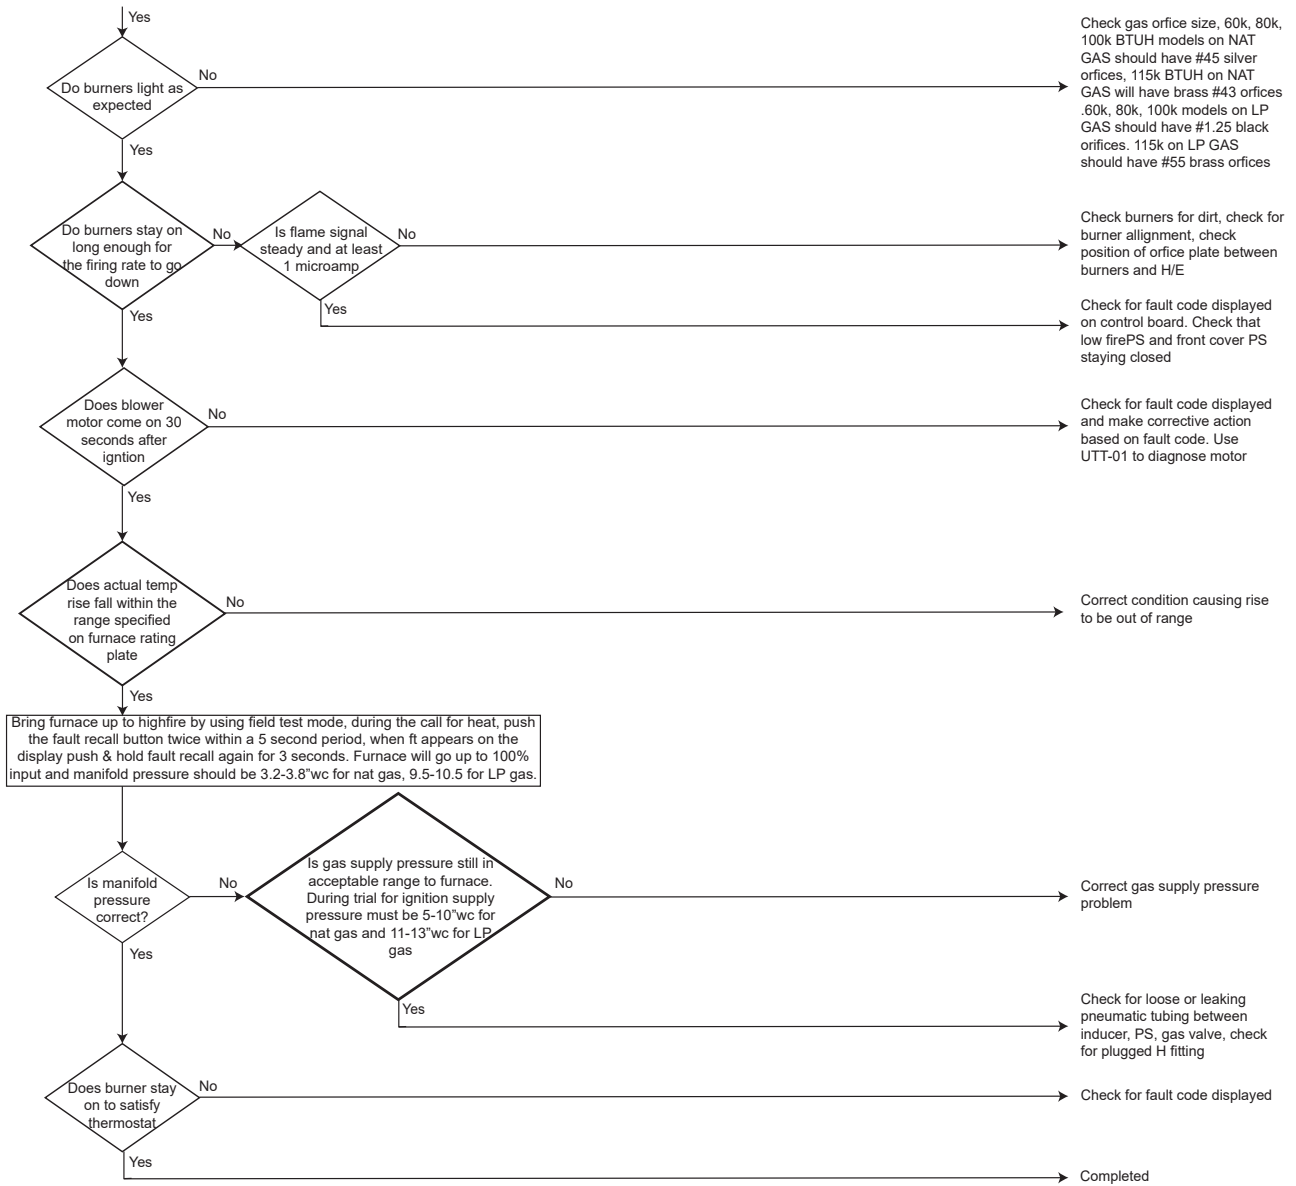 Yes
Do burners light as
expected
No
Check gas orfice size, 60k, 80k,
100k BTUH models on NAT
GAS should have #45 silver
orfices, 115k BTUH on NAT
GAS will have brass #43 orfices
.60k, 80k, 100k models on LP
GAS should have #1.25 black
orifices. 115k on LP GAS
should have #55 brass orfices
Yes
Do burners stay on
long enough for
the firing rate to go
down
No
Is flame signal
steady and at least
1 microamp
No
Check burners for dirt, check for
burner allignment, check
position of orfice plate between
burners and H/E
Yes
Check for fault code displayed
on control board. Check that
low firePS and front cover PS
staying closed
Yes
Does blower
motor come on 30
seconds after
igntion
No
Check for fault code displayed
and make corrective action
based on fault code. Use
UTT-01 to diagnose motor
Yes
Does actual temp
rise fall within the
range specified
on furnace rating
plate
No
Correct condition causing rise
to be out of range
Yes
Bring furnace up to highfire by using field test mode, during the call for heat, push
the fault recall button twice within a 5 second period, when ft appears on the
display push & hold fault recall again for 3 seconds. Furnace will go up to 100%
input and manifold pressure should be 3.2-3.8”wc for nat gas, 9.5-10.5 for LP gas.
Is manifold
pressure
correct?
No
Is gas supply pressure still in
acceptable range to furnace.
During trial for ignition supply
pressure must be 5-10”wc for
nat gas and 11-13”wc for LP
gas
No
Correct gas supply pressure
problem
Yes
Check for loose or leaking
pneumatic tubing between
inducer, PS, gas valve, check
for plugged H fitting
Yes
Does burner stay
on to satisfy
thermostat
No
Check for fault code displayed
Yes
Completed